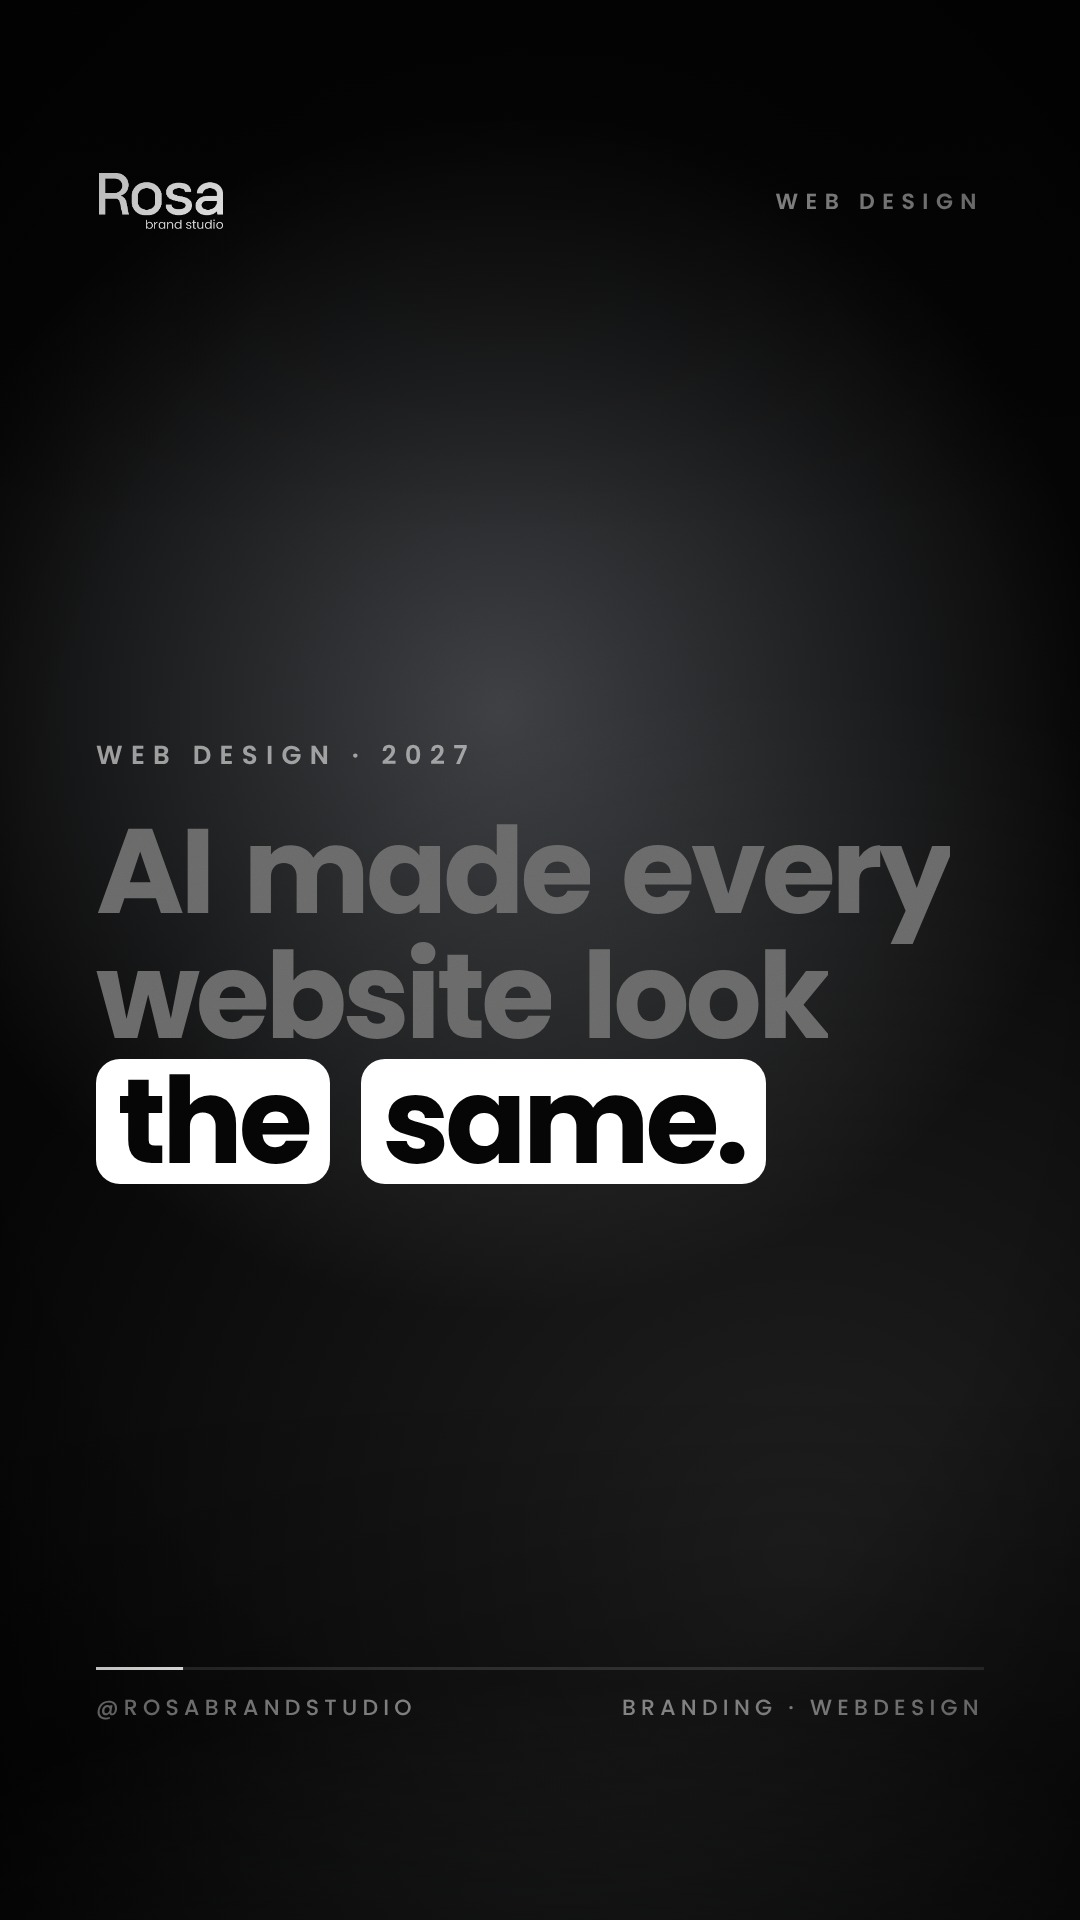 Rosa
brand studio
WEB DESIGN
WEB DESIGN · 2027
AI made every
website look
the same.
@ROSABRANDSTUDIO
BRANDING · WEBDESIGN